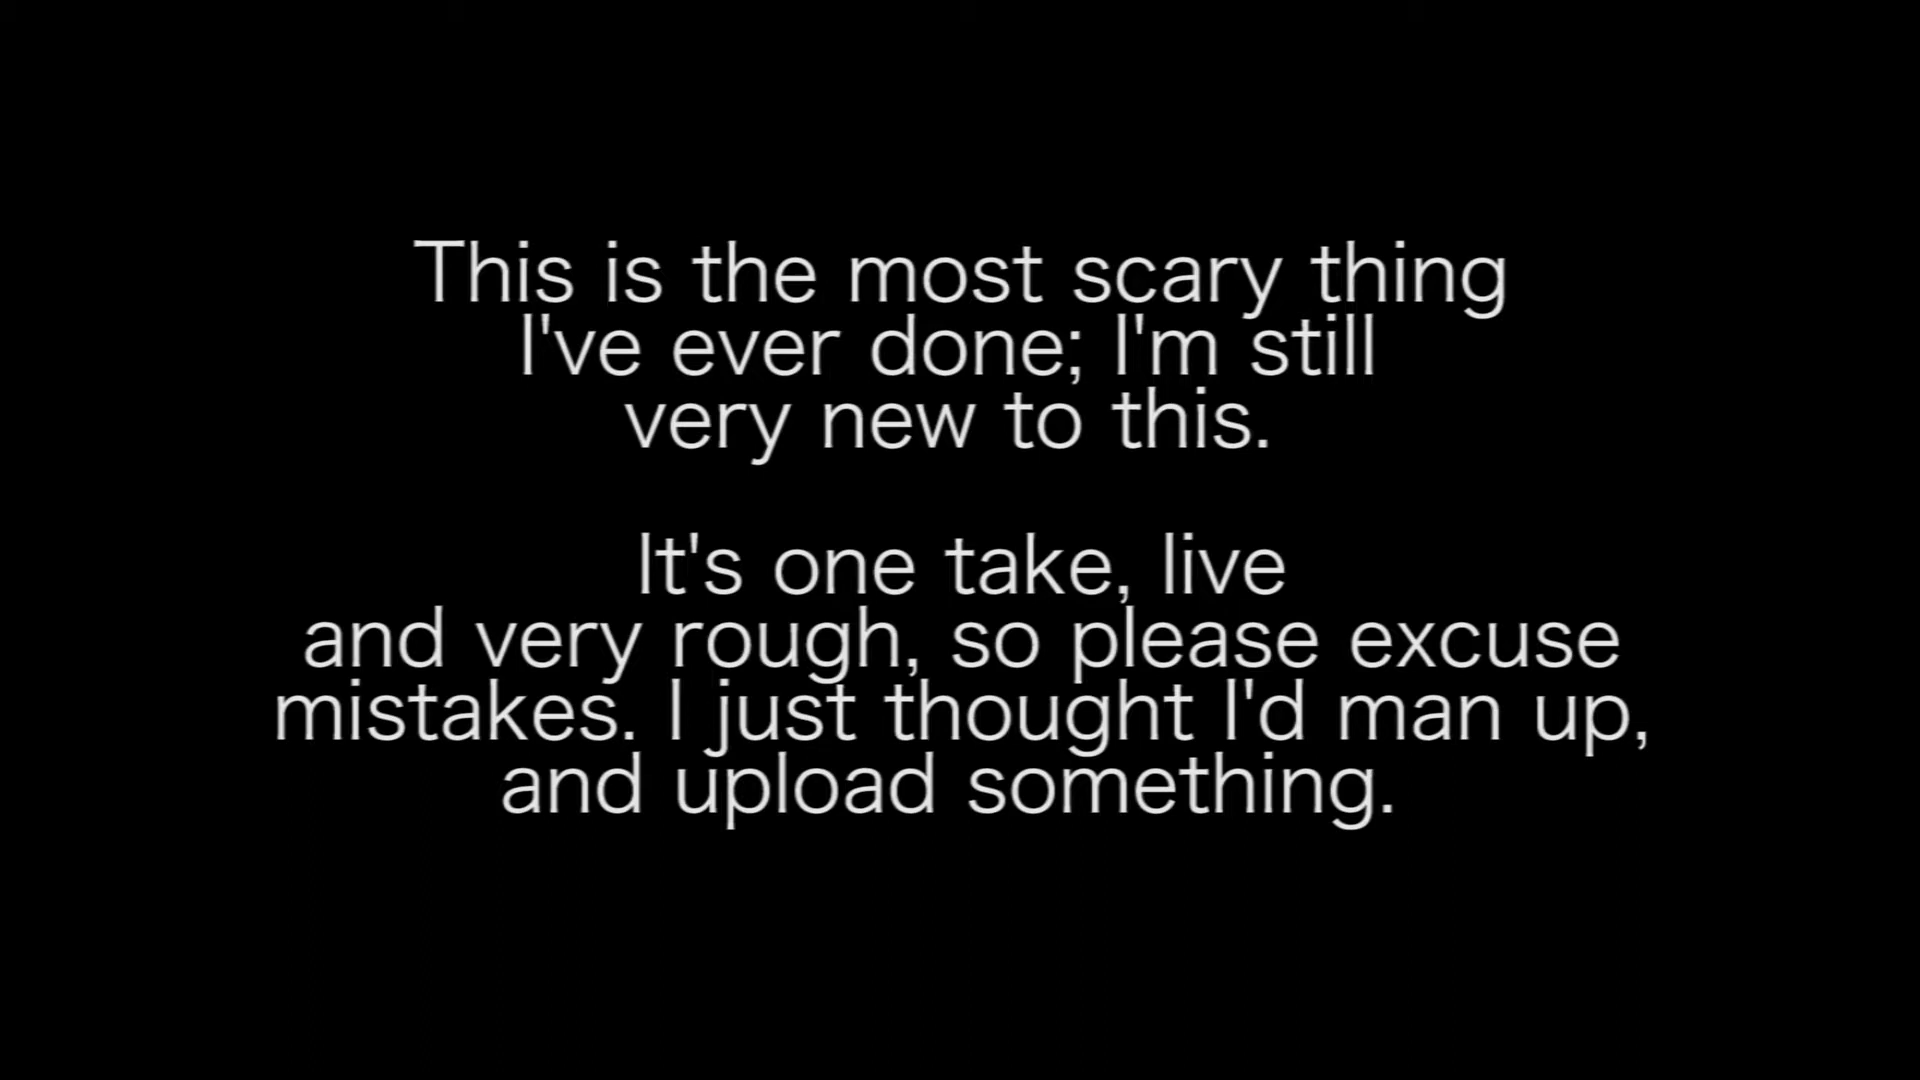 This is the most scary thing
I've ever done; I'm still
very new to this.
It's one take, live
and very rough, so please excuse
mistakes. I just thought I'd man up,
and upload something.